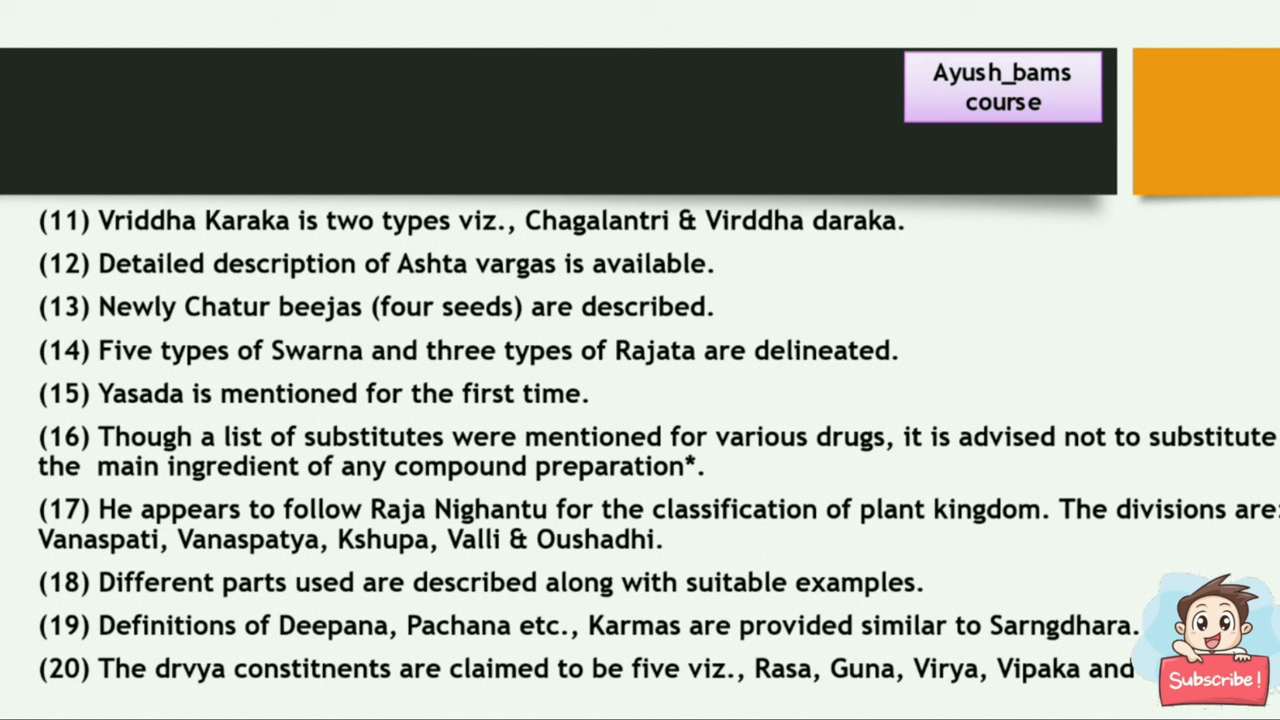 Ayush_bams
course
(11) Vriddha Karaka is two types viz., Chagalantri & Virddha daraka.
(12) Detailed description of Ashta vargas is available.
(13) Newly Chatur beejas (four seeds) are described.
(14) Five types of Swarna and three types of Rajata are delineated.
(15) Yasada is mentioned for the first time.
(16) Though a list of substitutes were mentioned for various drugs, it is advised not to substitute
the main ingredient of any compound preparation*.
(17) He appears to follow Raja Nighantu for the classification of plant kingdom. The divisions are:
Vanaspati, Vanaspatya, Kshupa, Valli & Oushadhi.
(18) Different parts used are described along with suitable examples.
(19) Definitions of Deepana, Pachana etc., Karmas are provided similar to Sarngdhara.
(20) The drvya constitnents are claimed to be five viz., Rasa, Guna, Virya, Vipaka and
Subscribe!